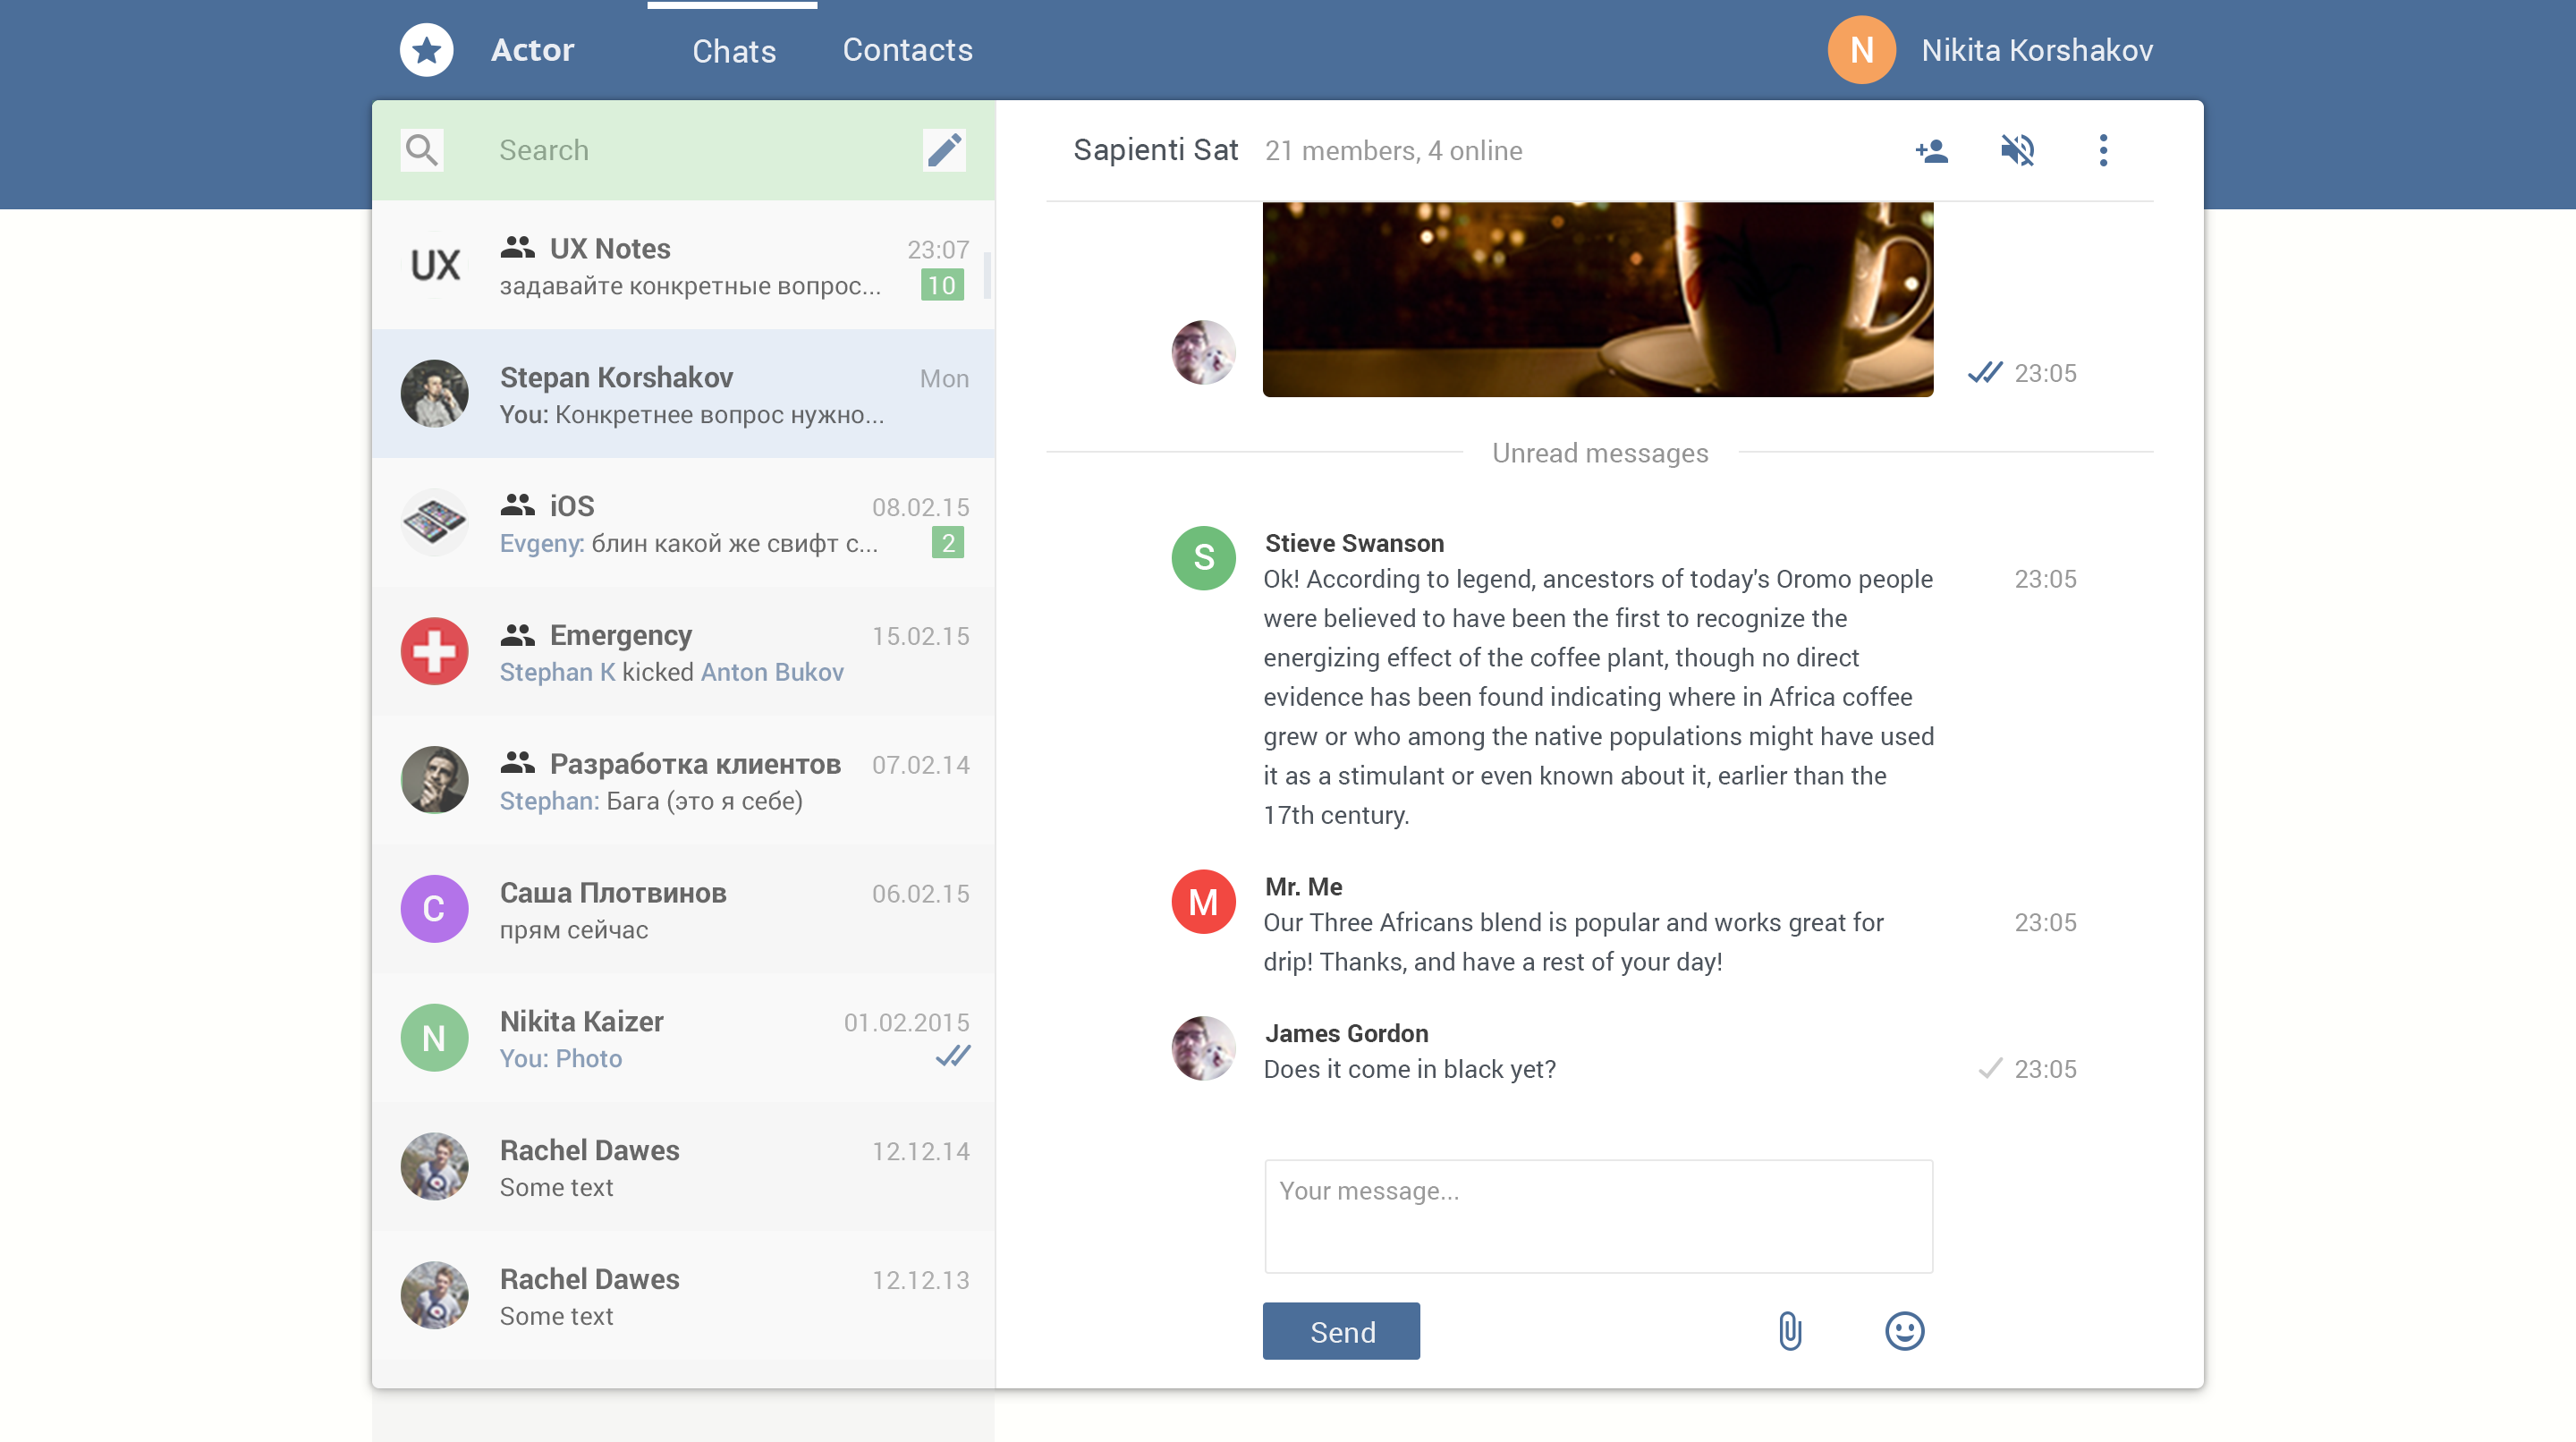 Actor
Chats
Contacts
N
Nikita Korshakov
Search
UX
UX Notes
23:07
задавайте конкретные вопрос...
10
Stepan Korshakov
Mon
You: Конкретнее вопрос нужно...
iOS
08.02.15
Evgeny: блин какой же свифт с...
2
Emergency
15.02.15
Stephan K kicked Anton Bukov
Разработка клиентов
07.02.14
Stephan: Бага (это я себе)
С
Саша Плотвинов
06.02.15
прям сейчас
N
Nikita Kaizer
01.02.2015
You: Photo
Rachel Dawes
12.12.14
Some text
Rachel Dawes
12.12.13
Some text
Sapienti Sat
21 members, 4 online
23:05
Unread messages
S
Stieve Swanson
Ok! According to legend, ancestors of today's Oromo people
23:05
were believed to have been the first to recognize the
energizing effect of the coffee plant, though no direct
evidence has been found indicating where in Africa coffee
grew or who among the native populations might have used
it as a stimulant or even known about it, earlier than the
17th century.
M
Mr. Me
Our Three Africans blend is popular and works great for
23:05
drip! Thanks, and have a rest of your day!
James Gordon
Does it come in black yet?
23:05
Your message...
Send